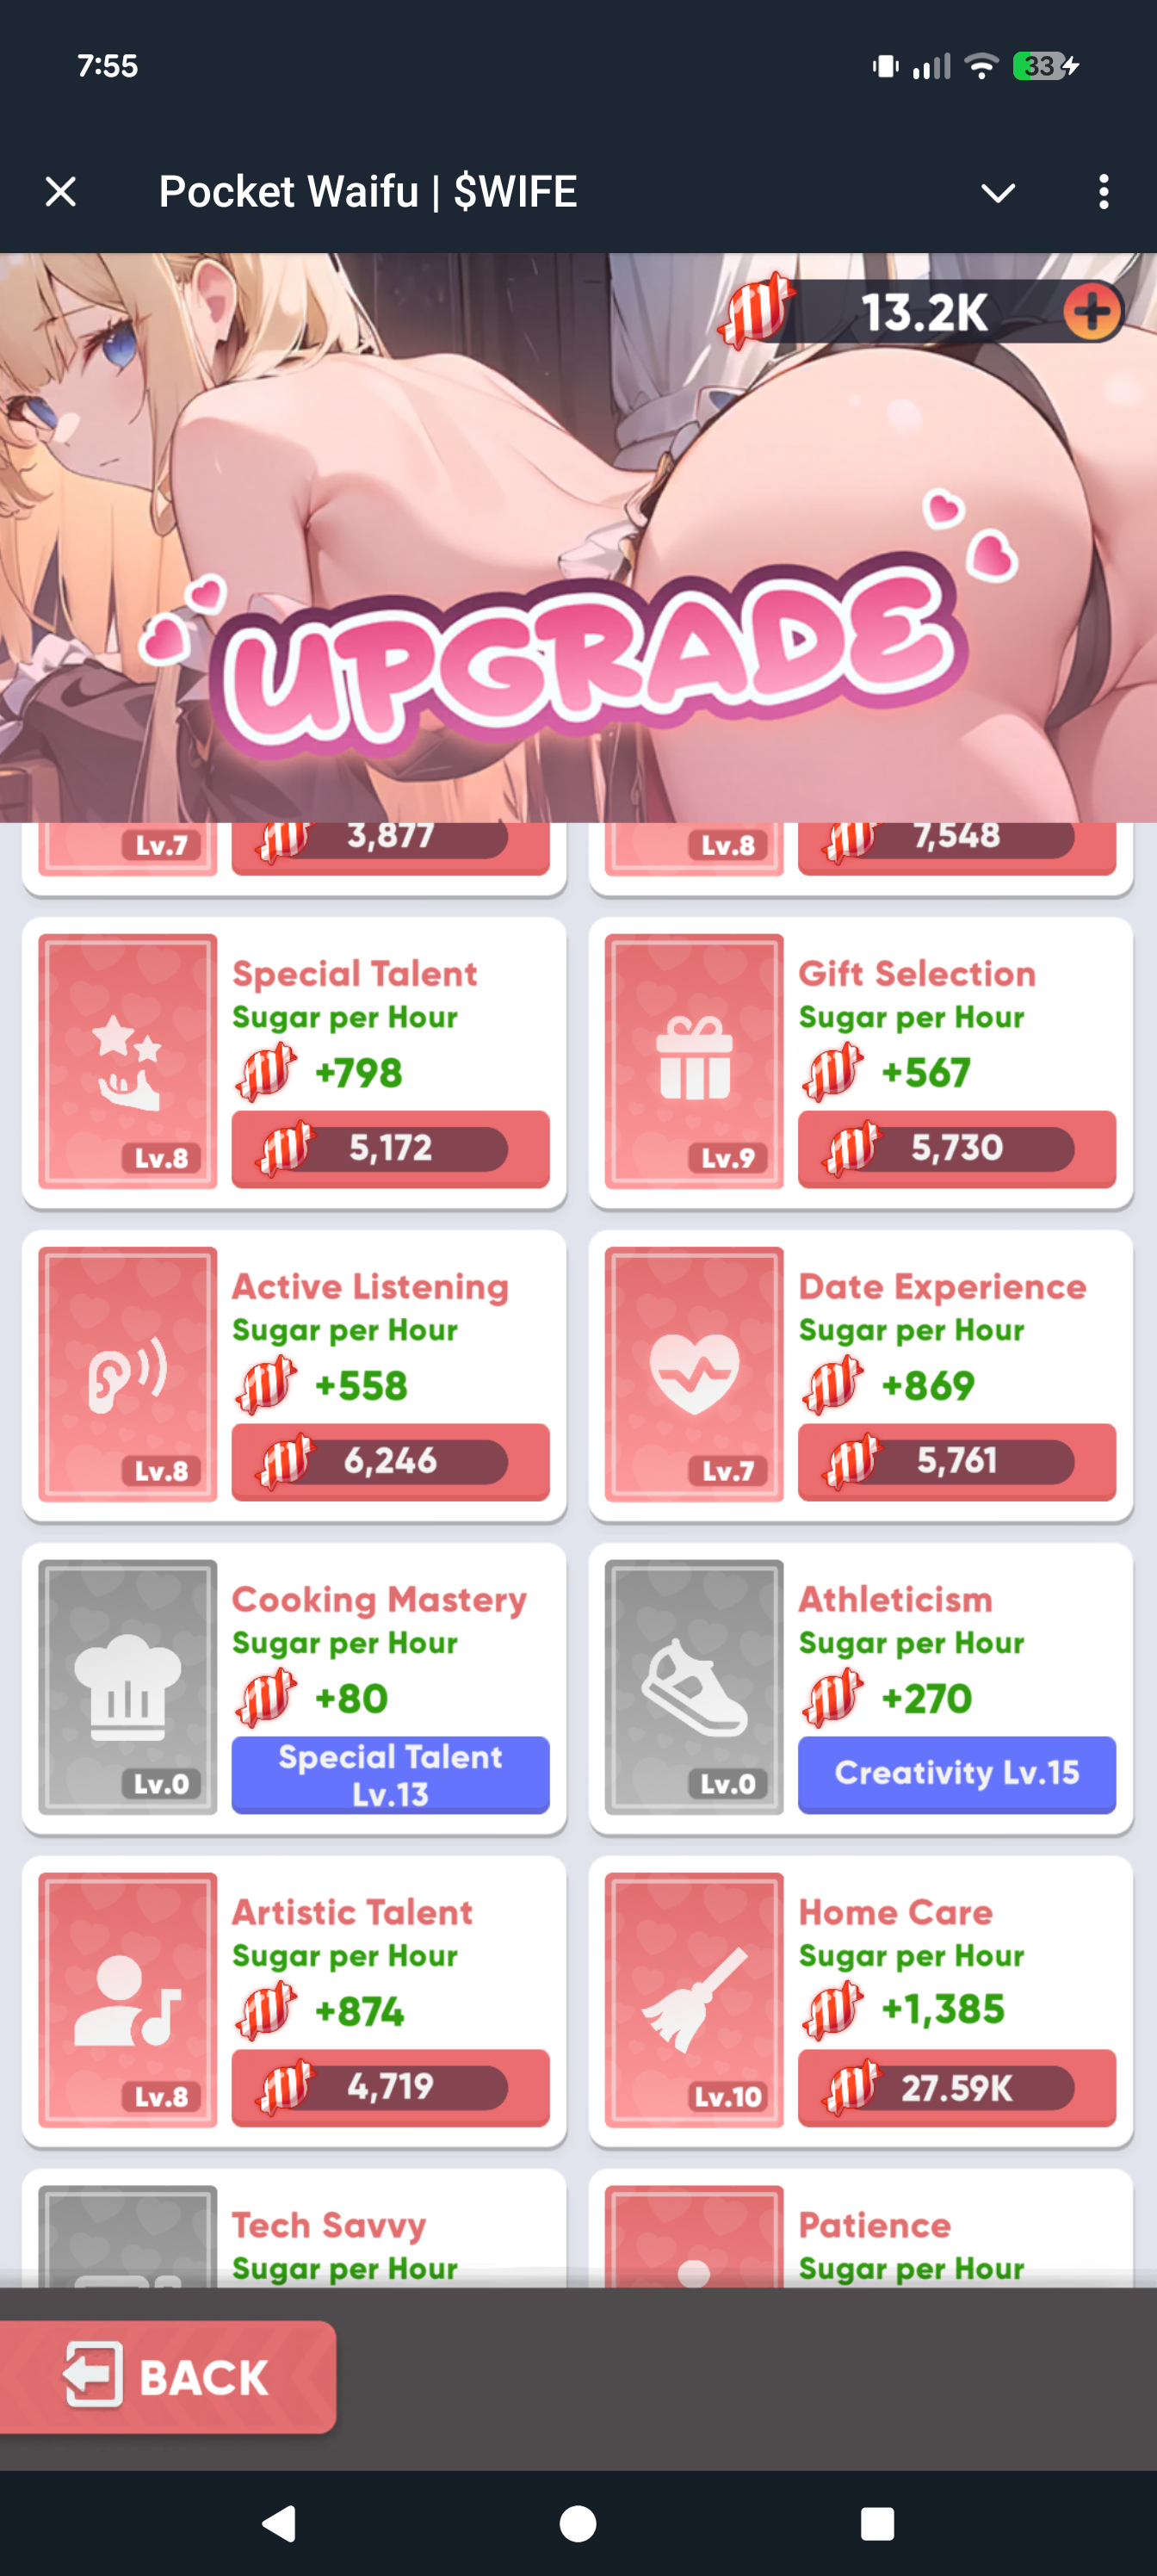 7:55
33
Pocket Waifu | $WIFE
13.2K
UPGRADE
Lv.7
3,877
Lv.8
7,548
Special Talent
Sugar per Hour
+798
Lv.8
5,172
Gift Selection
Sugar per Hour
+567
Lv.9
5,730
Active Listening
Sugar per Hour
+558
Lv.8
6,246
Date Experience
Sugar per Hour
+869
Lv.7
5,761
Cooking Mastery
Sugar per Hour
+80
Lv.0
Special Talent
Lv.13
Athleticism
Sugar per Hour
+270
Lv.0
Creativity Lv.15
Artistic Talent
Sugar per Hour
+874
Lv.8
4,719
Home Care
Sugar per Hour
+1,385
Lv.10
27.59K
Tech Savvy
Sugar per Hour
Patience
Sugar per Hour
BACK